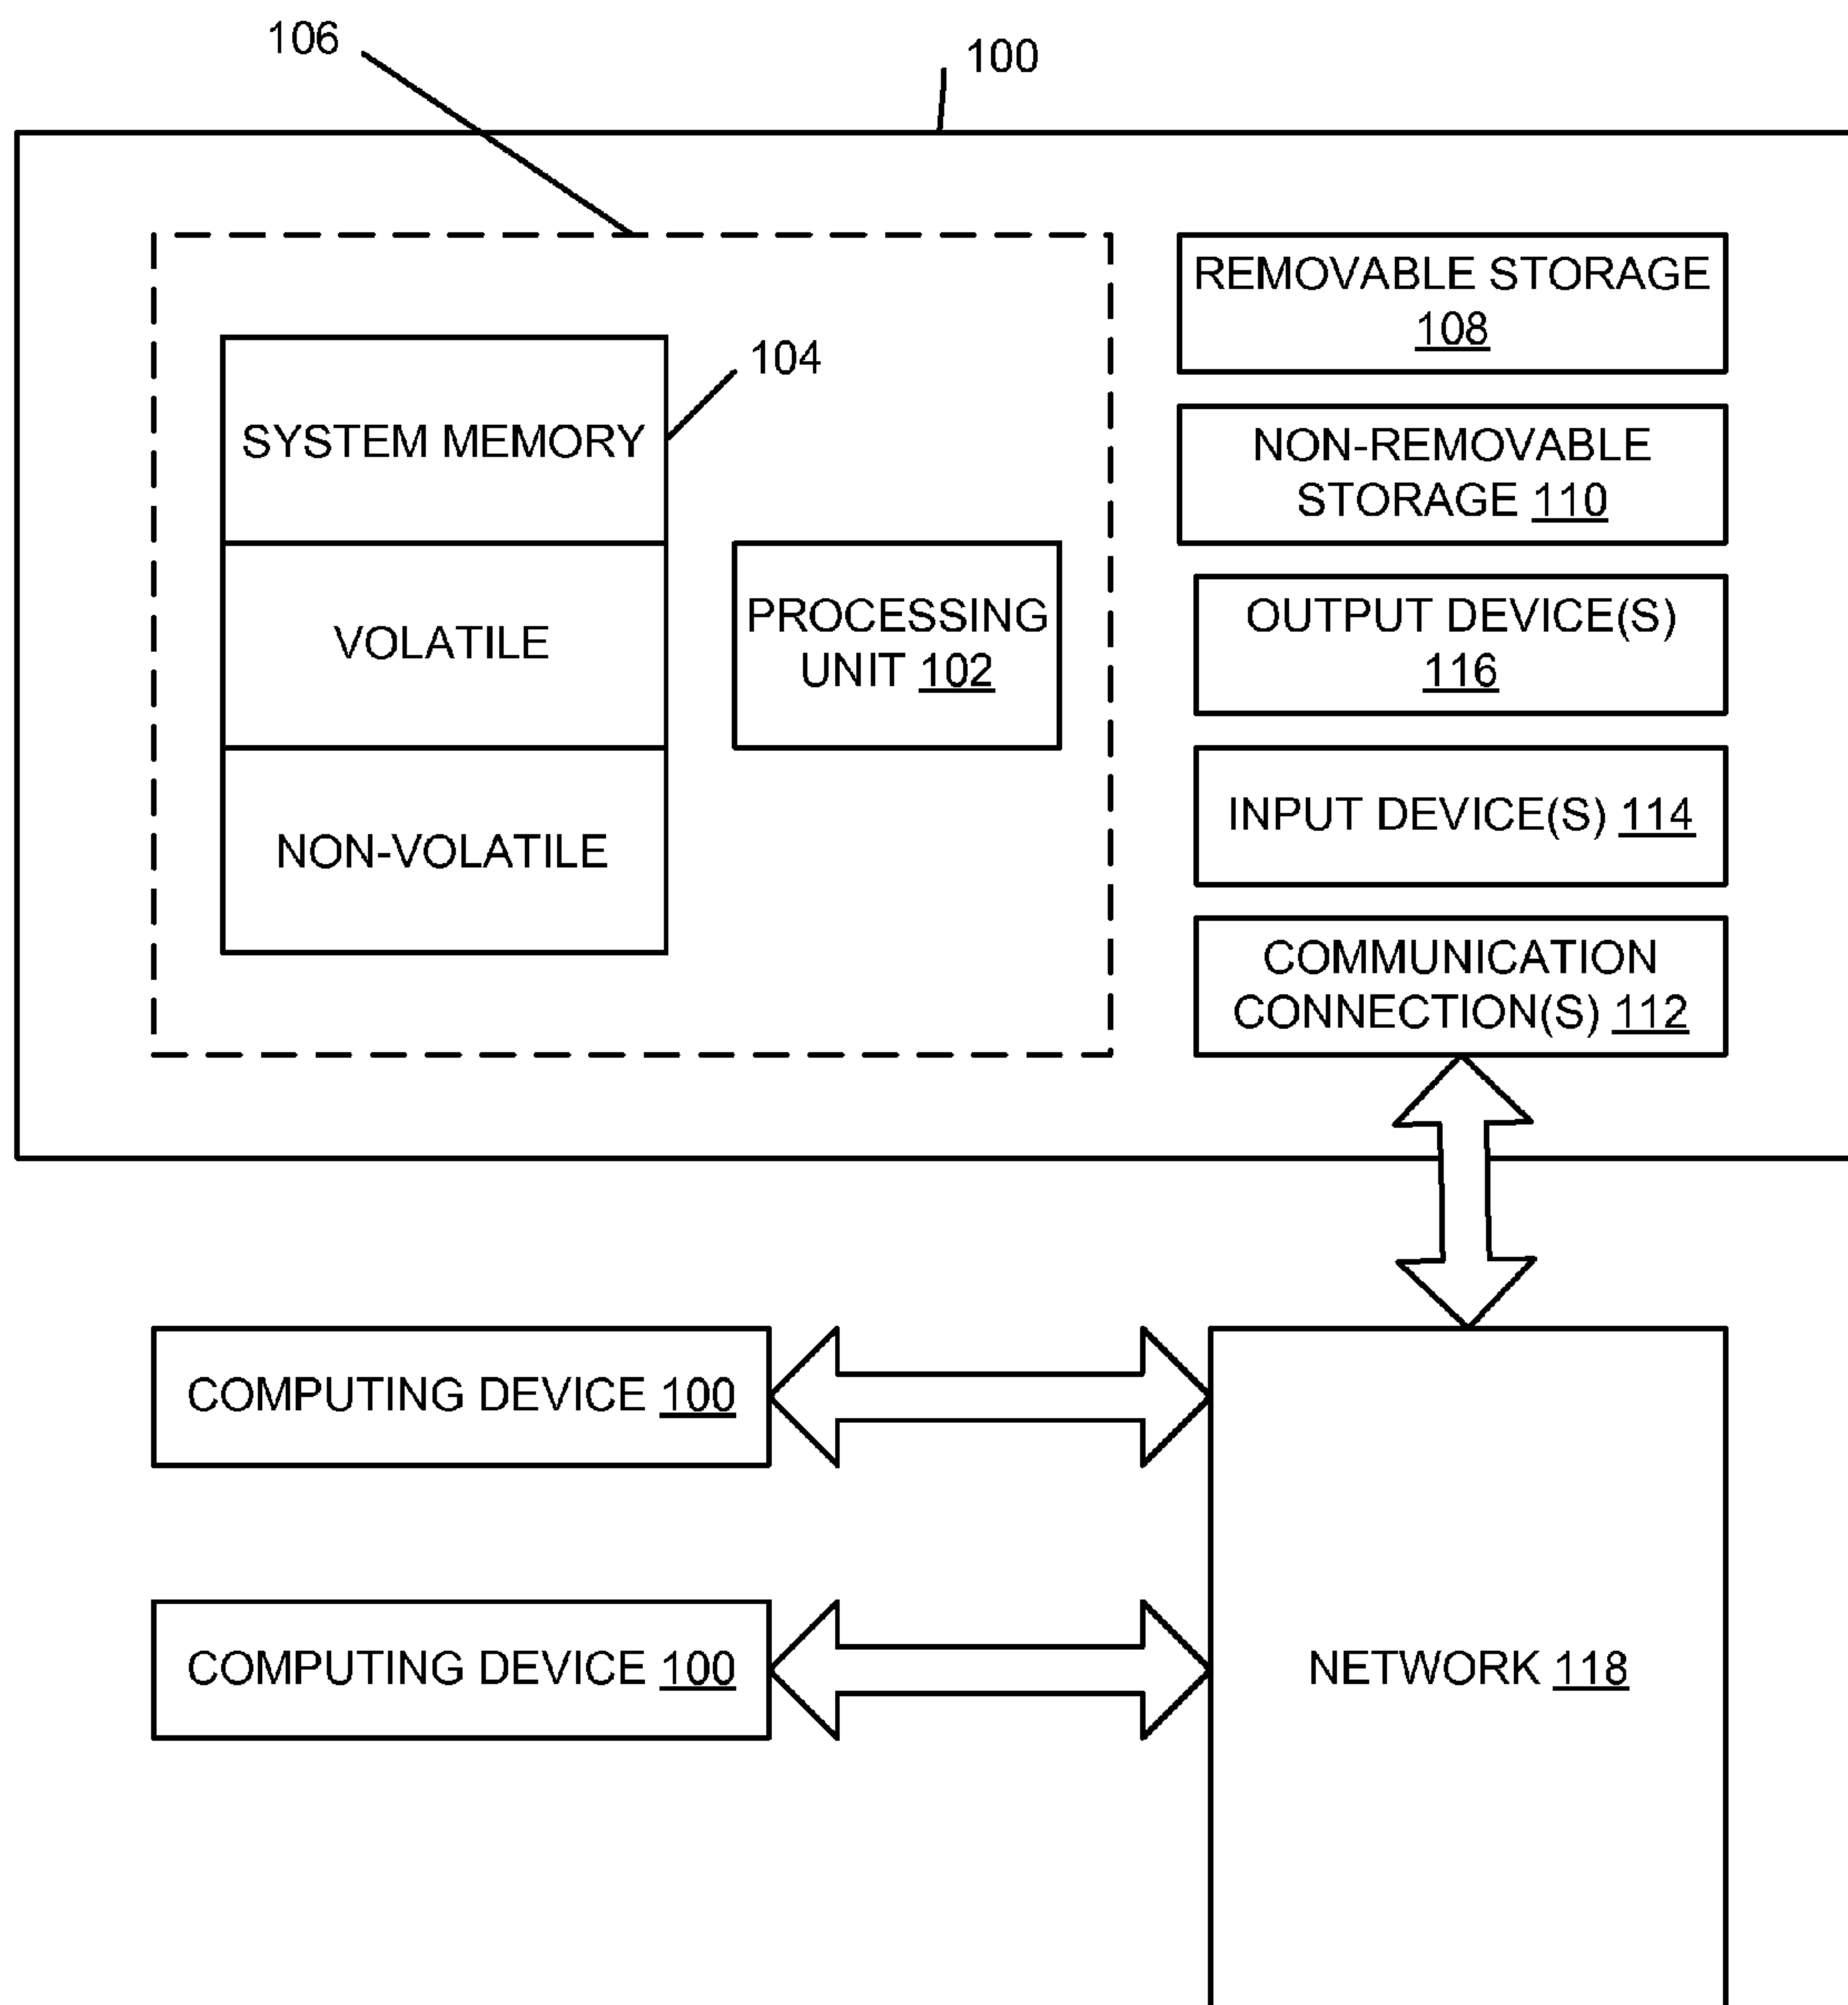 106
100
REMOVABLE STORAGE
108
104
SYSTEM MEMORY
NON-REMOVABLE
STORAGE 110
VOLATILE
PROCESSING
UNIT 102
OUTPUT DEVICE(S)
116
NON-VOLATILE
INPUT DEVICE(S) 114
COMMUNICATION
CONNECTION(S) 112
COMPUTING DEVICE 100
COMPUTING DEVICE 100
NETWORK 118